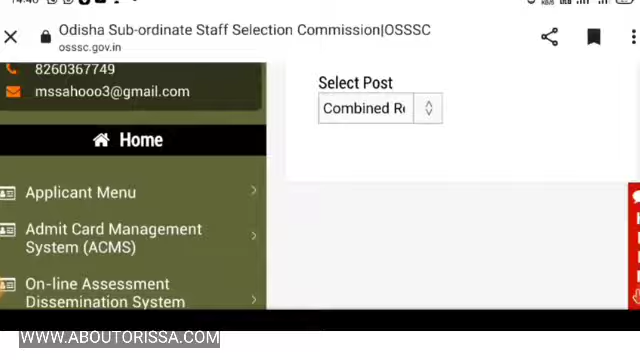 Odisha Sub-ordinate Staff Selection Commission|OSSSC
osssc.gov.in
8260367749
mssahooo3@gmail.com
Select Post
Combined Re
Home
Applicant Menu
Admit Card Management
System (ACMS)
On-line Assessment
Dissemination System
WWW.ABOUTORISSA.COM